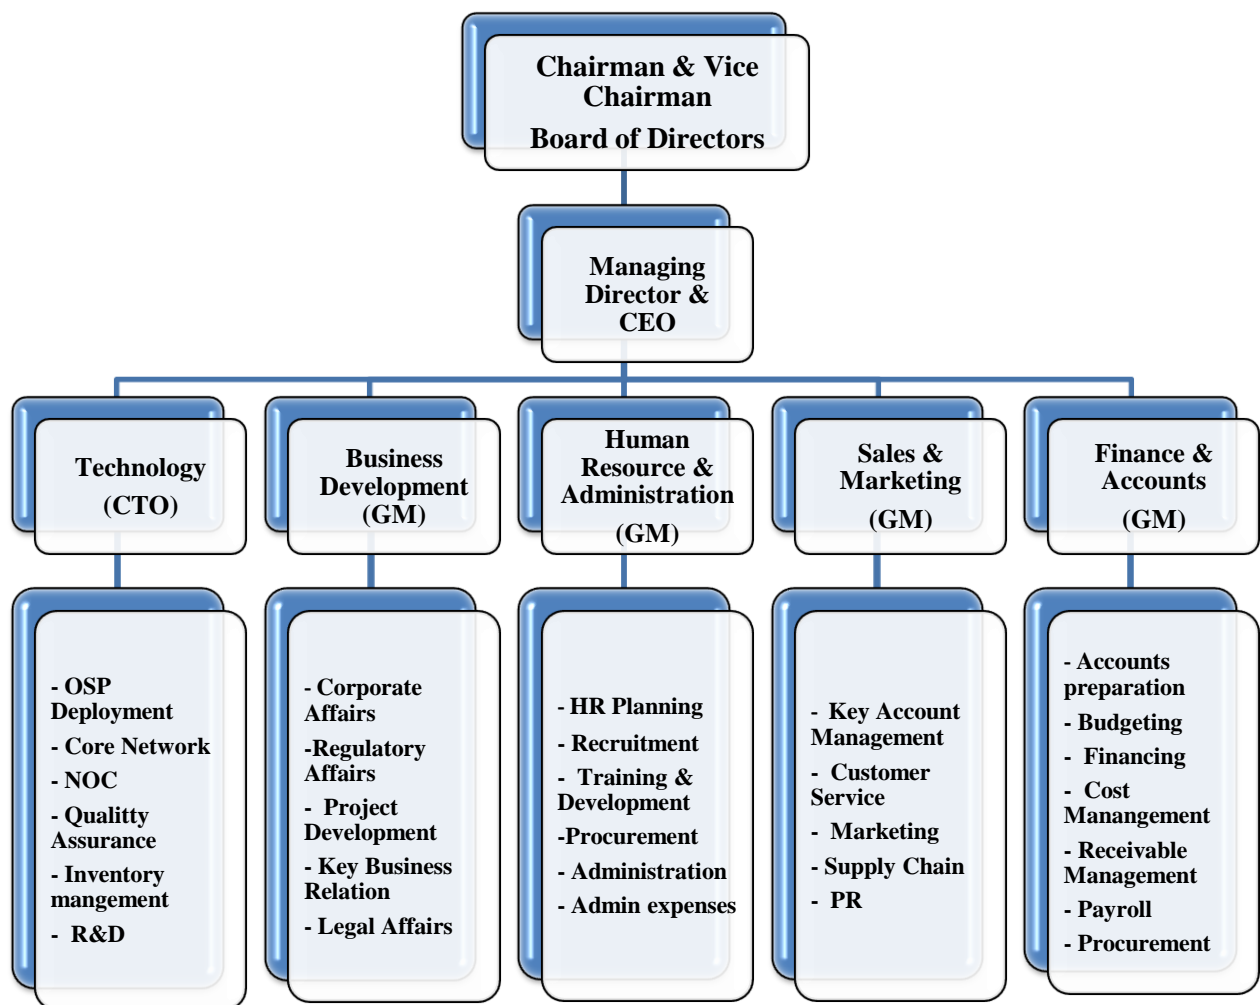 Chairman & Vice
Chairman
Board of Directors
Managing
Director &
CEO
Technology
(CTO)
Business
Development
(GM)
Human
Resource &
Administration
(GM)
Sales &
Marketing
(GM)
Finance &
Accounts
(GM)
- OSP
Deployment
- Core Network
- NOC
- Qualitty
Assurance
- Inventory
mangement
- R&D
- Corporate
Affairs
-Regulatory
Affairs
- Project
Development
- Key Business
Relation
- Legal Affairs
- HR Planning
- Recruitment
- Training &
Development
-Procurement
- Administration
- Admin expenses
- Key Account
Management
- Customer
Service
- Marketing
- Supply Chain
- PR
- Accounts
preparation
- Budgeting
- Financing
- Cost
Manangement
- Receivable
Management
- Payroll
- Procurement